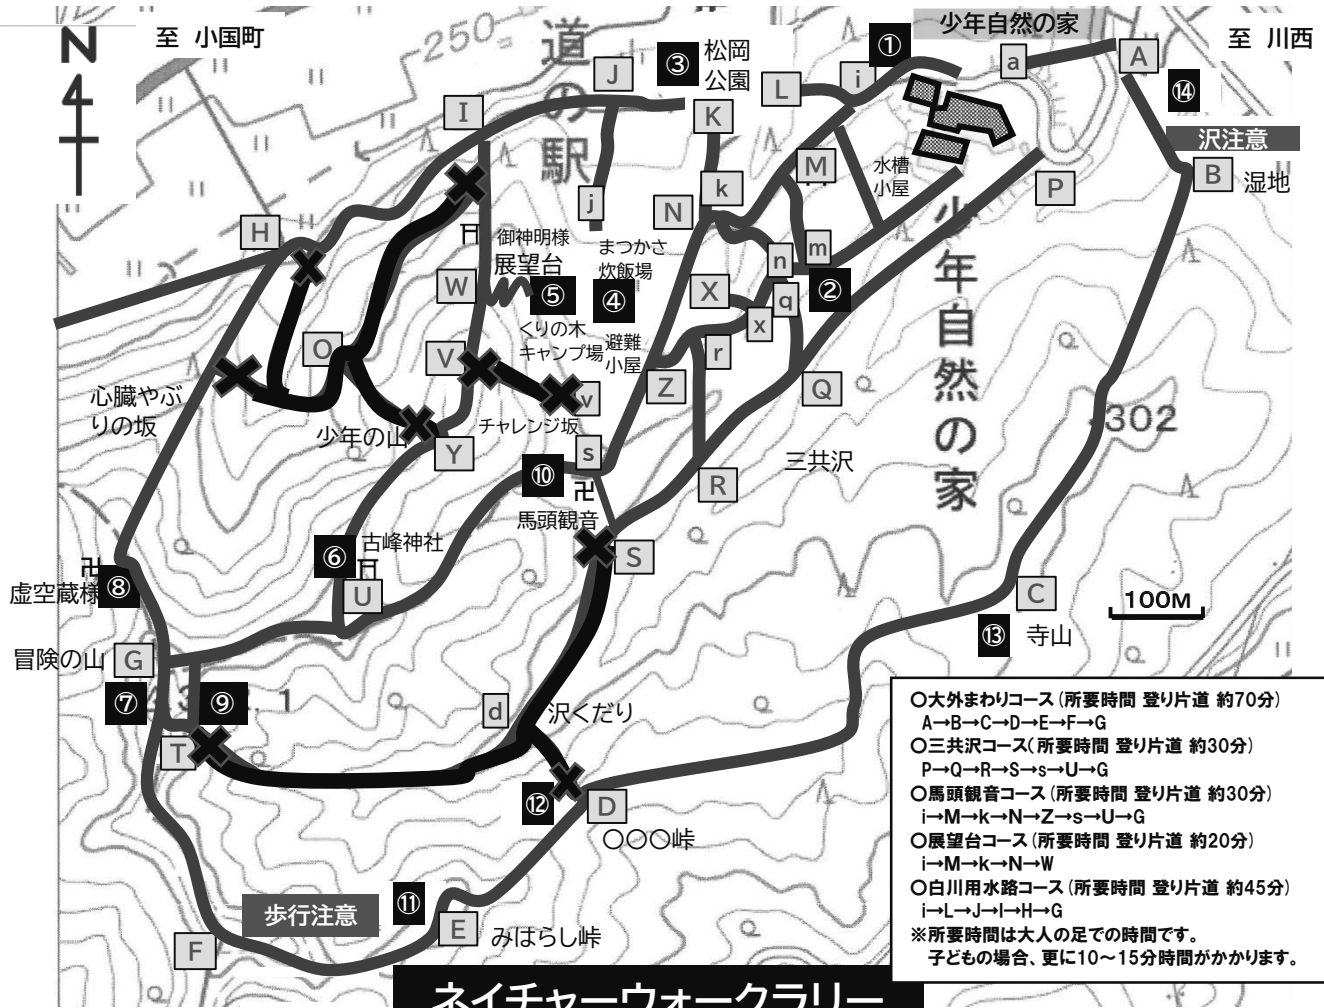 N
至 小国町
250
道の駅
③
松岡
公園
①
少年自然の家
至 川西
a
A
⑭
沢注意
B
湿地
J
L
i
I
K
M
水槽
小屋
P
j
N
k
H
御神明様
展望台
まつかさ
炊飯場
m
n
W
⑤
④
X
q
②
少年自然の家
くりの木
キャンプ場
避難
小屋
x
r
O
V
v
Z
Q
心臓やぶ
りの坂
少年の山
チャレンジ坂
302
Y
s
⑩
卍
馬頭観音
R
三共沢
⑥
古峰神社
S
卍
虚空蔵様
⑧
U
C
100M
⑬
寺山
冒険の山
G
⑦
⑨
1
T
d
沢くだり
⑫
D
〇〇〇峠
歩行注意
⑪
E
みはらし峠
F
〇大外まわりコース(所要時間 登り片道 約70分)
A→B→C→D→E→F→G
〇三共沢コース(所要時間 登り片道 約30分)
P→Q→R→S→s→U→G
〇馬頭観音コース(所要時間 登り片道 約30分)
i→M→k→N→Z→s→U→G
〇展望台コース(所要時間 登り片道 約20分)
i→M→k→N→W
〇白川用水路コース(所要時間 登り片道 約45分)
i→L→J→I→H→G
※所要時間は大人の足での時間です。
子どもの場合、更に10～15分時間がかかります。
ネイチャーウォークラリー